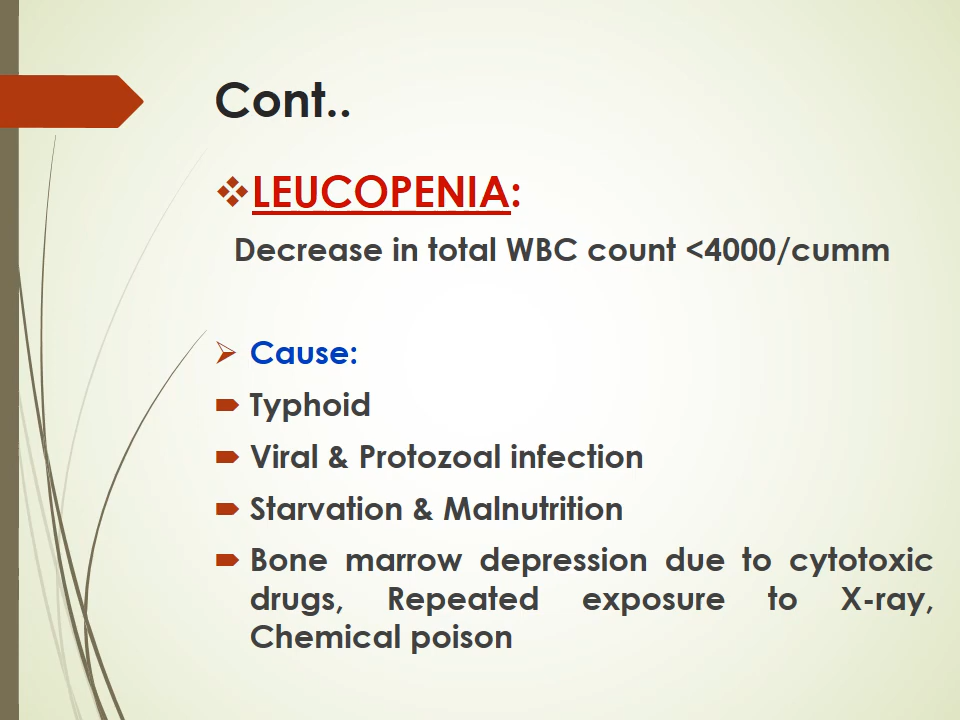 Cont..
LEUCOPENIA:
Decrease in total WBC count <4000/cumm
Cause:
Typhoid
Viral & Protozoal infection
Starvation & Malnutrition
Bone marrow depression due to cytotoxic
drugs, Repeated exposure to X-ray,
Chemical poison